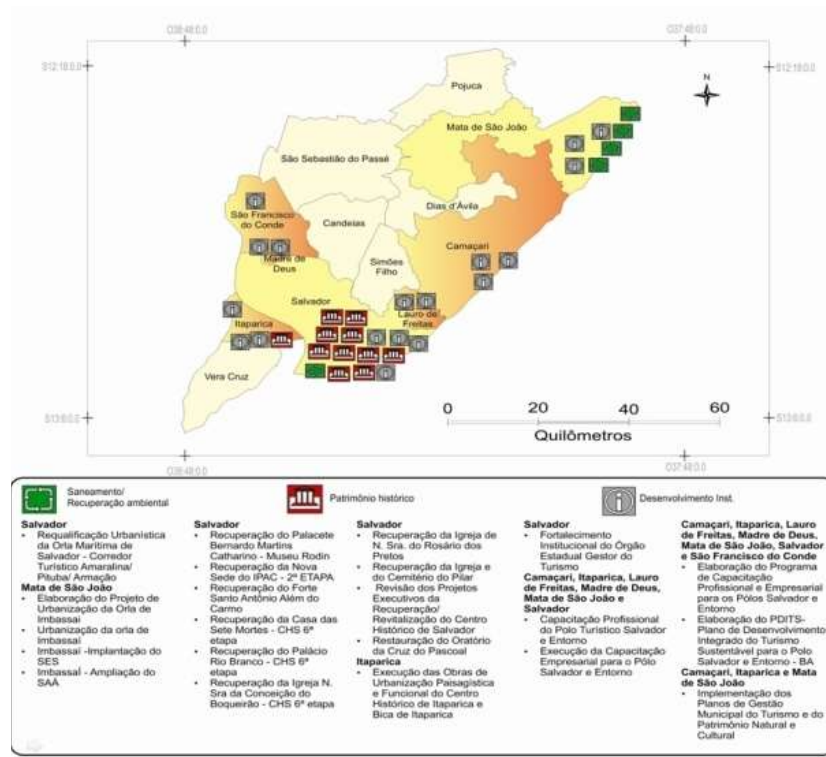 O38:48:0.0
O37:48:0.0
S12:18:0.0
S12:18:0.0
N
Pojuca
Mata de São João
São Sebastião do Passé
Dias d'Ávila
São Francisco
do Conde
Candeias
Camaçari
Madre de
Deus
Simões
Filho
Salvador
Lauro de
Freitas
Itaparica
Vera Cruz
0 20 40 60
Quilômetros
S13:6:0.0
S13:6:0.0
O38:48:0.0
O37:48:0.0
Saneamento/
Recuperação ambiental
Salvador
• Requalificação Urbanística
da Orla Marítima de
Salvador - Corredor
Turístico Amaralina/
Pituba/ Armação
Mata de São João
• Elaboração do Projeto de
Urbanização da Orla de
Imbassaí
• Urbanização da orla de
Imbassaí
• Imbassaí -Implantação do
SES
• Imbassaí - Ampliação do
SAA
Patrimônio histórico
Salvador
• Recuperação do Palacete
Bernardo Martins
Catharino - Museu Rodin
• Recuperação da Nova
Sede do IPAC - 2ª ETAPA
• Recuperação do Forte
Santo Antônio Além do
Carmo
• Recuperação da Casa das
Sete Mortes - CHS 6ª
etapa
• Recuperação do Palácio
Rio Branco - CHS 6ª
etapa
• Recuperação da Igreja N.
Sra da Conceição do
Boqueirão - CHS 6ª etapa
Salvador
• Recuperação da Igreja de
N. Sra. do Rosário dos
Pretos
• Recuperação da Igreja e
do Cemitério do Pilar
• Revisão dos Projetos
Executivos da
Recuperação/
Revitalização do Centro
Histórico de Salvador
• Restauração do Oratório
da Cruz do Pascoal
Itaparica
• Execução das Obras de
Urbanização Paisagística
e Funcional do Centro
Histórico de Itaparica e
Bica de Itaparica
Desenvolvimento Inst.
Salvador
• Fortalecimento
Institucional do Órgão
Estadual Gestor do
Turismo
Camaçari, Itaparica, Lauro
de Freitas, Madre de Deus,
Mata de São João e
Salvador
• Capacitação Profissional
do Polo Turístico Salvador
e Entorno
• Execução da Capacitação
Empresarial para o Pólo
Salvador e Entorno
Camaçari, Itaparica, Lauro
de Freitas, Madre de Deus,
Mata de São João, Salvador
e São Francisco do Conde
• Elaboração do Programa
de Capacitação
Profissional e Empresarial
para os Pólos Salvador e
Entorno
• Elaboração do PDITS-
Plano de Desenvolvimento
Integrado do Turismo
Sustentável para o Polo
Salvador e Entorno - BA
Camaçari, Itaparica e Mata
de São João
• Implementação dos
Planos de Gestão
Municipal do Turismo e do
Patrimônio Natural e
Cultural